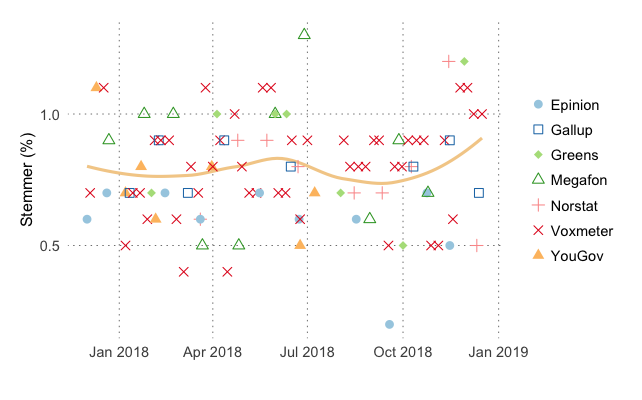 Stemmer (%)
1.0
0.5
Jan 2018
Apr 2018
Jul 2018
Oct 2018
Jan 2019
Epinion
Gallup
Greens
Megafon
Norstat
Voxmeter
YouGov